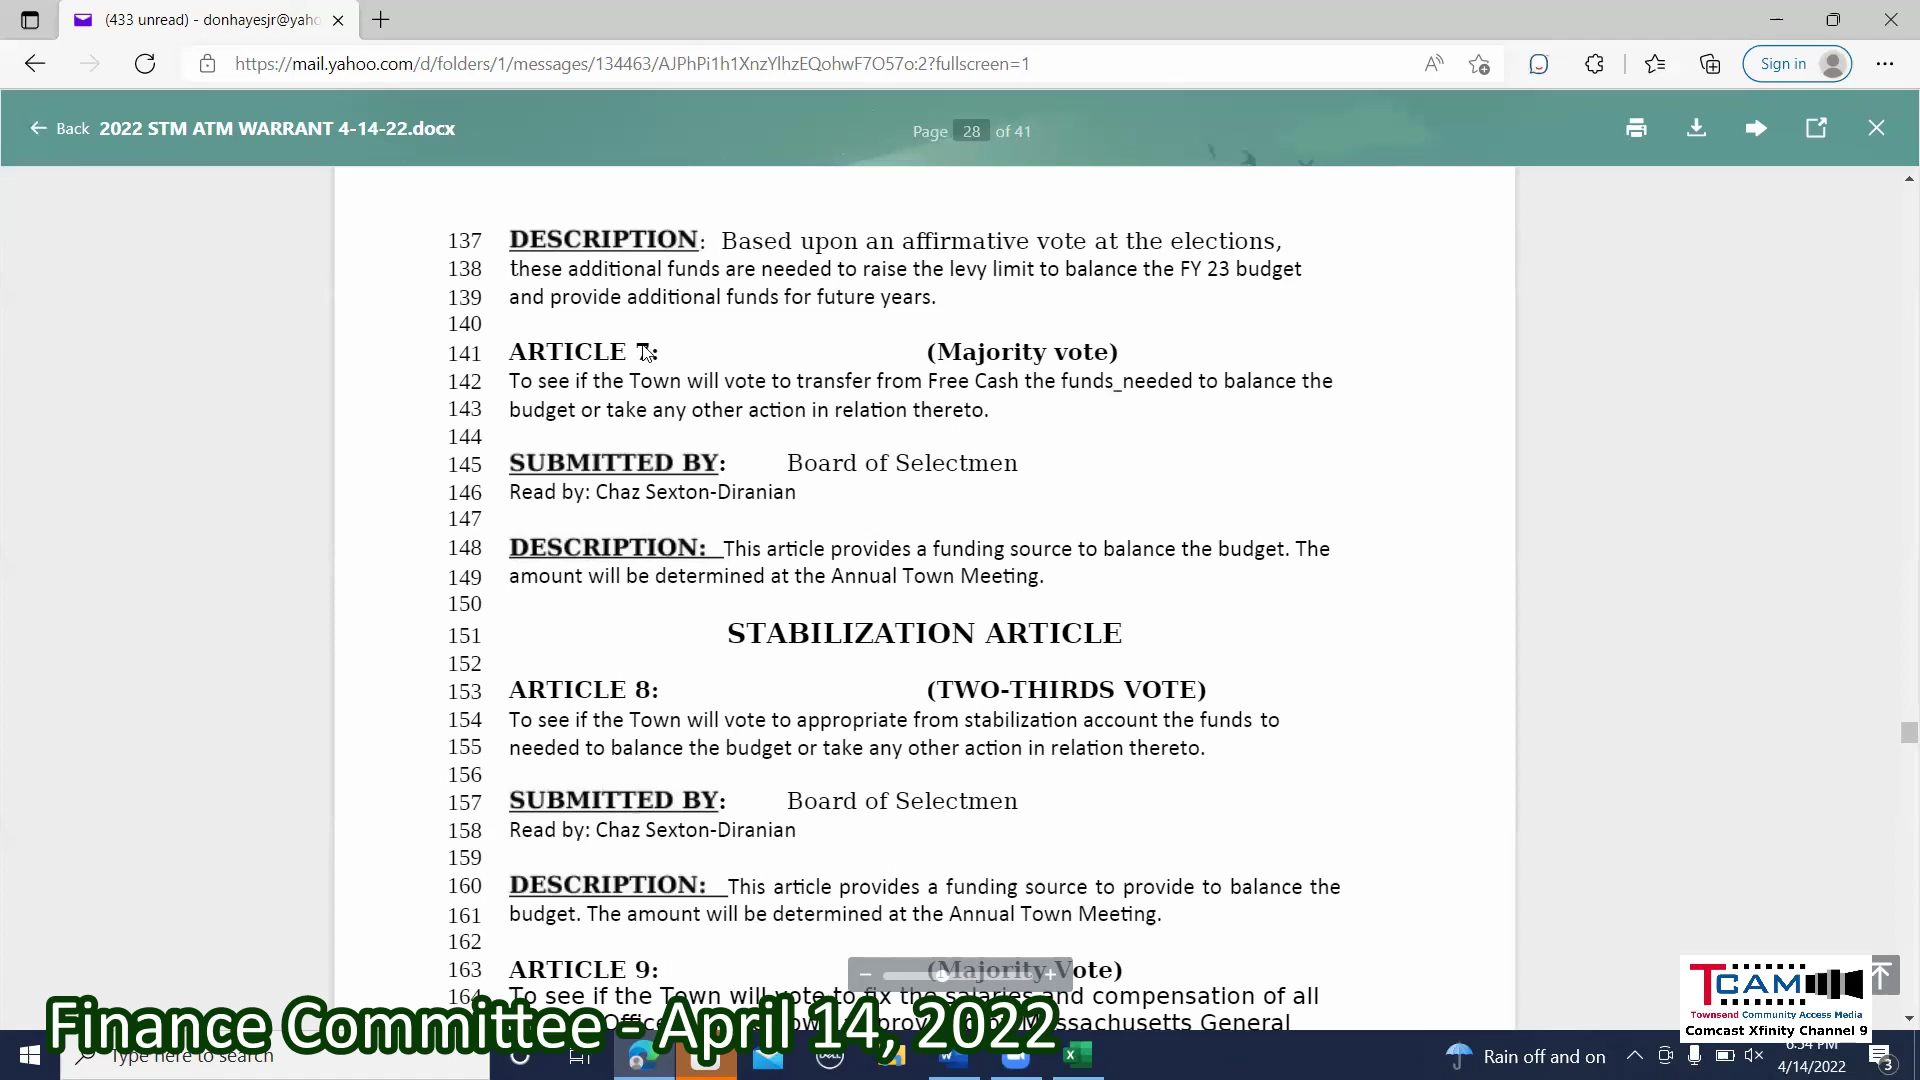 (433 unread) - donhayesjr@yaho
https://mail.yahoo.com/d/folders/1/messages/134463/AJPhPi1h1XnzYlhzEQohwF7O57o:2?fullscreen=1
Sign in
Back 2022 STM ATM WARRANT 4-14-22.docx
Page 28 of 41
137 DESCRIPTION: Based upon an affirmative vote at the elections,
138 these additional funds are needed to raise the levy limit to balance the FY 23 budget
139 and provide additional funds for future years.
140
141 ARTICLE 7: (Majority vote)
142 To see if the Town will vote to transfer from Free Cash the funds_needed to balance the
143 budget or take any other action in relation thereto.
144
145 SUBMITTED BY: Board of Selectmen
146 Read by: Chaz Sexton-Diranian
147
148 DESCRIPTION: This article provides a funding source to balance the budget. The
149 amount will be determined at the Annual Town Meeting.
150
151 STABILIZATION ARTICLE
152
153 ARTICLE 8: (TWO-THIRDS VOTE)
154 To see if the Town will vote to appropriate from stabilization account the funds to
155 needed to balance the budget or take any other action in relation thereto.
156
157 SUBMITTED BY: Board of Selectmen
158 Read by: Chaz Sexton-Diranian
159
160 DESCRIPTION: This article provides a funding source to provide to balance the
161 budget. The amount will be determined at the Annual Town Meeting.
162
163 ARTICLE 9: (Majority Vote)
164 To see if the Town will vote to fix the salaries and compensation of all
General
TCAM
Townsend Community Access Media
Comcast Xfinity Channel 9
Finance Committee - April 14, 2022
Type here to search
DELL
Rain off and on
6:54 PM
4/14/2022
3